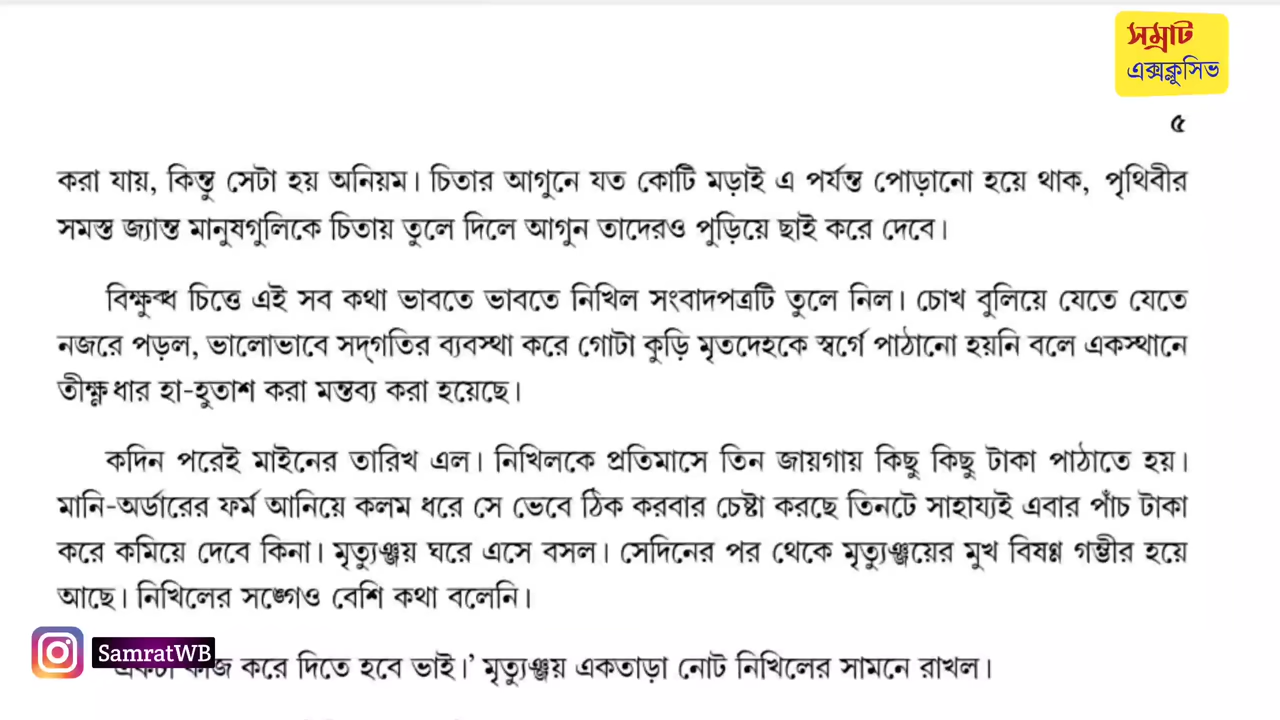 সম্রাট
এক্সক্লুসিভ
৫
করা যায়, কিন্তু সেটা হয় অনিয়ম। চিতার আগুনে যত কোটি মড়াই এ পর্যন্ত পোড়ানো হয়ে থাক, পৃথিবীর
সমস্ত জ্যান্ত মানুষগুলিকে চিতায় তুলে দিলে আগুন তাদেরও পুড়িয়ে ছাই করে দেবে।
বিক্ষুব্ধ চিত্তে এই সব কথা ভাবতে ভাবতে নিখিল সংবাদপত্রটি তুলে নিল। চোখ বুলিয়ে যেতে যেতে
নজরে পড়ল, ভালোভাবে সদ্‌গতির ব্যবস্থা করে গোটা কুড়ি মৃতদেহকে স্বর্গে পাঠানো হয়নি বলে একস্থানে
তীক্ষ্ণধার হা-হুতাশ করা মন্তব্য করা হয়েছে।
কদিন পরেই মাইনের তারিখ এল। নিখিলকে প্রতিমাসে তিন জায়গায় কিছু কিছু টাকা পাঠাতে হয়।
মানি-অর্ডারের ফর্ম আনিয়ে কলম ধরে সে ভেবে ঠিক করবার চেষ্টা করছে তিনটে সাহায্যই এবার পাঁচ টাকা
করে কমিয়ে দেবে কিনা। মৃত্যুঞ্জয় ঘরে এসে বসল। সেদিনের পর থেকে মৃত্যুঞ্জয়ের মুখ বিষণ্ণ গম্ভীর হয়ে
আছে। নিখিলের সঙ্গেও বেশি কথা বলেনি।
SamratWB
করে দিতে হবে ভাই।’ মৃত্যুঞ্জয় একতাড়া নোট নিখিলের সামনে রাখল।